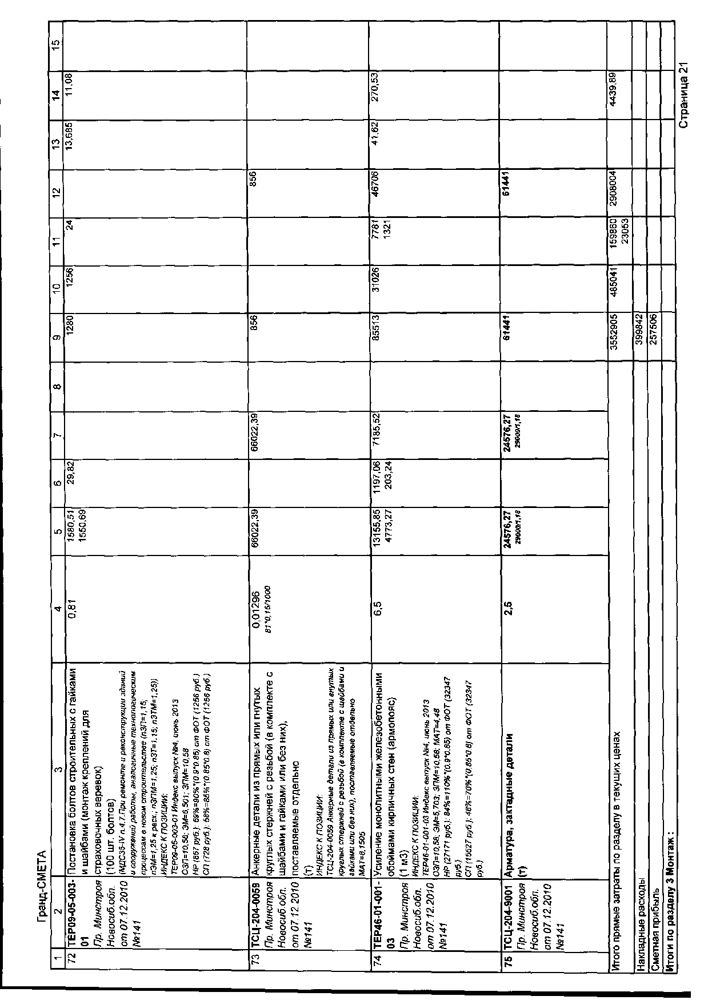 Гранд-СМЕТА
1 2 3 4 5 6 7 8 9 10 11 12 13 14 15
72 ТЕР09-05-003- Постановка болтов строительных с гайками 0,81 1580,51 29,82 1280 1256 24 13,685 11,08
01 и шайбами (монтаж креплений для 1550,69
Пр. Минстроя страховочных веревок)
Новосиб.обл. (100 шт. болтов)
от 07.12.2010 (МДС35-IV п.4.7.При ремонте и реконструкции зданий
№141 и сооружений работы, аналогичные технологическим
процессам в новом строительстве (пЗП=1,15;
пЭМ=1,25 к расх.; пЗПМ=1,25; пЗТ=1,15; пЗТМ=1,25))
ИНДЕКС К ПОЗИЦИИ:
ТЕР09-05-003-01 Индекс выпуск №4, июнь 2013
ОЗП=10,58; ЭМ=6,501; ЗПМ=10,58
НР (867 руб.): 69%=90%*(0.9*0.85) от ФОТ (1256 руб.)
СП (728 руб.): 58%=85%*(0.85*0.8) от ФОТ (1256 руб.)
73 ТСЦ-204-0059 Анкерные детали из прямых или гнутых 0,01296 66022,39 66022,39 856 856
Пр. Минстроя круглых стержней с резьбой (в комплекте с 81*0,16/1000
Новосиб.обл. шайбами и гайками или без них),
от 07.12.2010 поставляемые отдельно
№141 (т)
ИНДЕКС К ПОЗИЦИИ:
ТСЦ-204-0059 Анкерные детали из прямых или гнутых
круглых стержней с резьбой (в комплекте с шайбами и
гайками или без них), поставляемые отдельно
МАТ=8,1505
74 ТЕР46-01-001- Усиление монолитными железобетонными 6,5 13155,85 1197,06 7185,52 85513 31026 7781 46706 41,62 270,53
03 обоймами кирпичных стен (армопояс) 4773,27 203,24 1321
Пр. Минстроя (1 м3)
Новосиб.обл. ИНДЕКС К ПОЗИЦИИ:
от 07.12.2010 ТЕР46-01-001-03 Индекс выпуск №4, июнь 2013
№141 ОЗП=10,58; ЭМ=5,703; ЗПМ=10,58; МАТ=4,48
НР (27171 руб.): 84%=110%*(0.9*0.85) от ФОТ (32347
руб.)
СП (15527 руб.): 48%=70%*(0.85*0.8) от ФОТ (32347
руб.)
75 ТСЦ-204-9001 Арматура, закладные детали 2,5 24576,27 24576,27 61441 61441
Пр. Минстроя (т) 29000/1,18 29000/1,18
Новосиб.обл.
от 07.12.2010
№141
Итого прямые затраты по разделу в текущих ценах 3552905 485041 159860 2908004 4439,89
23053
Накладные расходы 399842
Сметная прибыль 257506
Итоги по разделу 3 Монтаж :
Страница 21